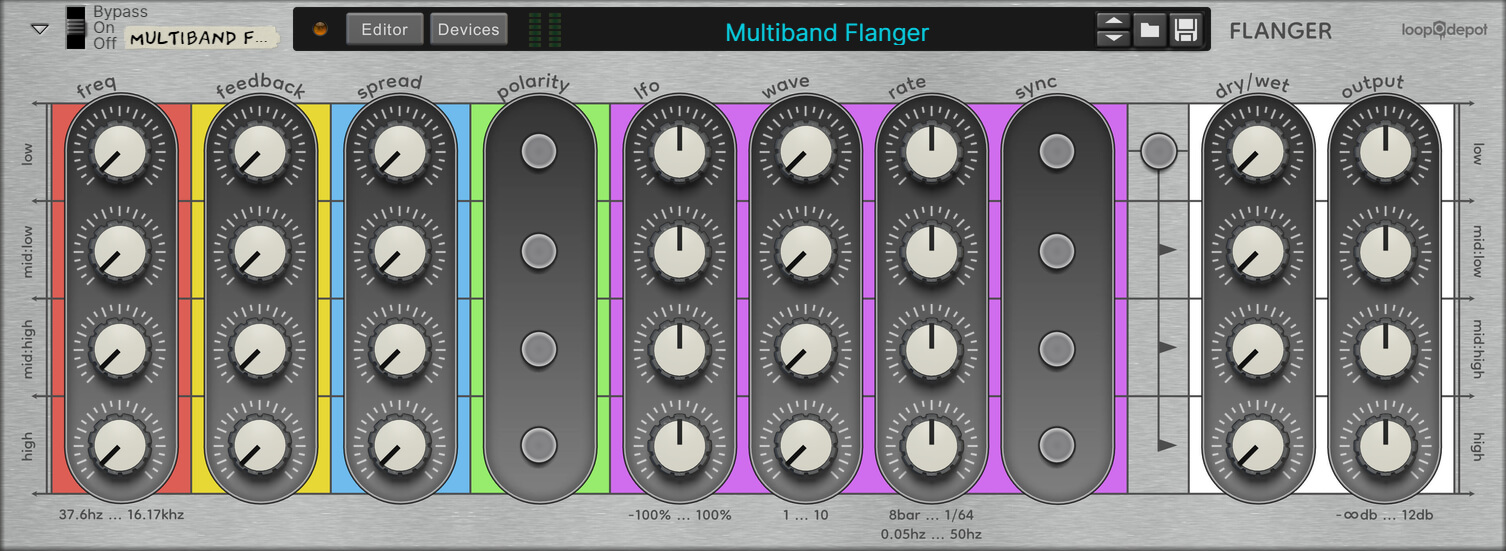 Bypass
On
Off
MULTIBAND F...
Editor
Devices
Multiband Flanger
FLANGER
loop depot
freq
feedback
spread
polarity
lfo
wave
rate
sync
dry/wet
output
low
low
mid:low
mid:low
mid:high
mid:high
high
high
37.6hz ... 16.17khz
-100% ... 100%
1 ... 10
8bar ... 1/64
0.05hz ... 50hz
-∞db ... 12db